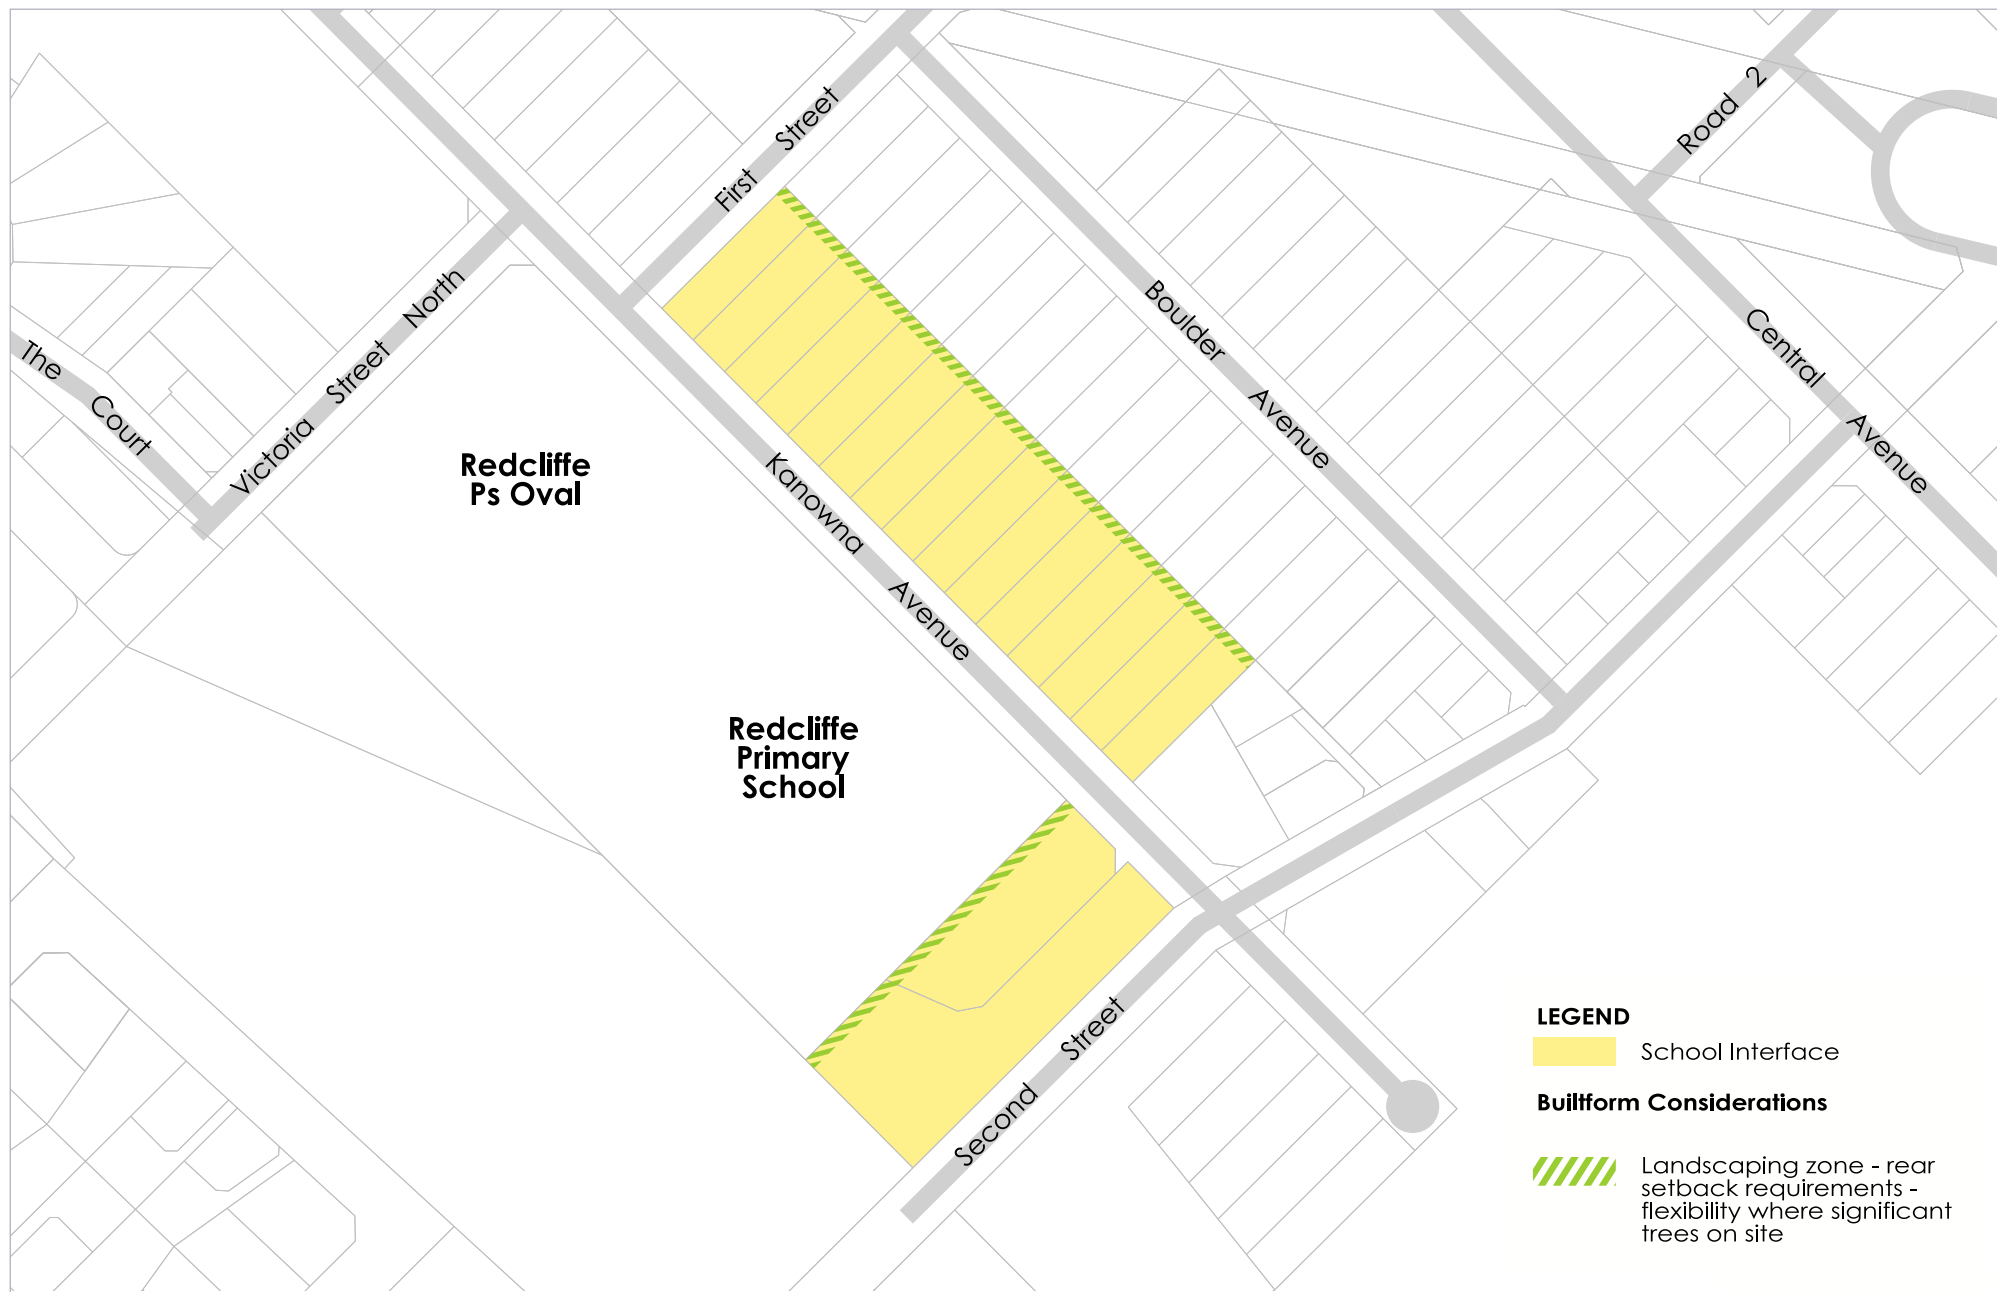 First Street
Road 2
Victoria Street North
The Court
Boulder Avenue
Central Avenue
Redcliffe
Ps Oval
Kanowna Avenue
Redcliffe
Primary
School
Second Street
LEGEND
School Interface
Builtform Considerations
Landscaping zone - rear
setback requirements -
flexibility where significant
trees on site